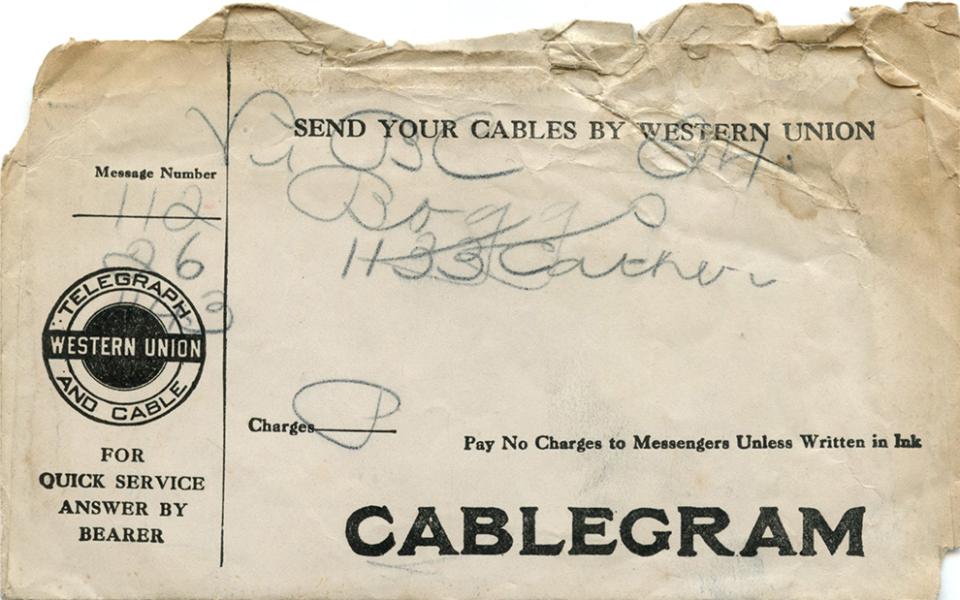 SEND YOUR CABLES BY WESTERN UNION
Message Number
112
26
TELEGRAPH
WESTERN UNION
AND CABLE
FOR
QUICK SERVICE
ANSWER BY
BEARER
Boggs
1133
Charges P
Pay No Charges to Messengers Unless Written in Ink
CABLEGRAM